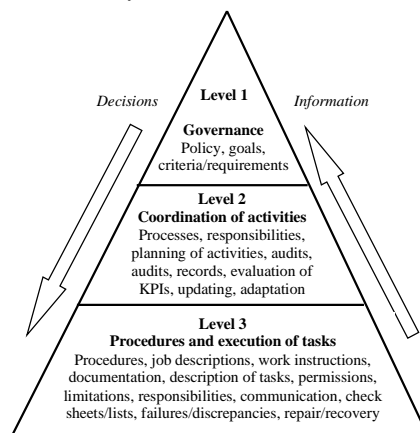 Decisions
Level 1
Information
Governance
Policy, goals,
criteria/requirements
Level 2
Coordination of activities
Processes, responsibilities,
planning of activities, audits,
audits, records, evaluation of
KPIs, updating, adaptation
Level 3
Procedures and execution of tasks
Procedures, job descriptions, work instructions,
documentation, description of tasks, permissions,
limitations, responsibilities, communication, check
sheets/lists, failures/discrepancies, repair/recovery